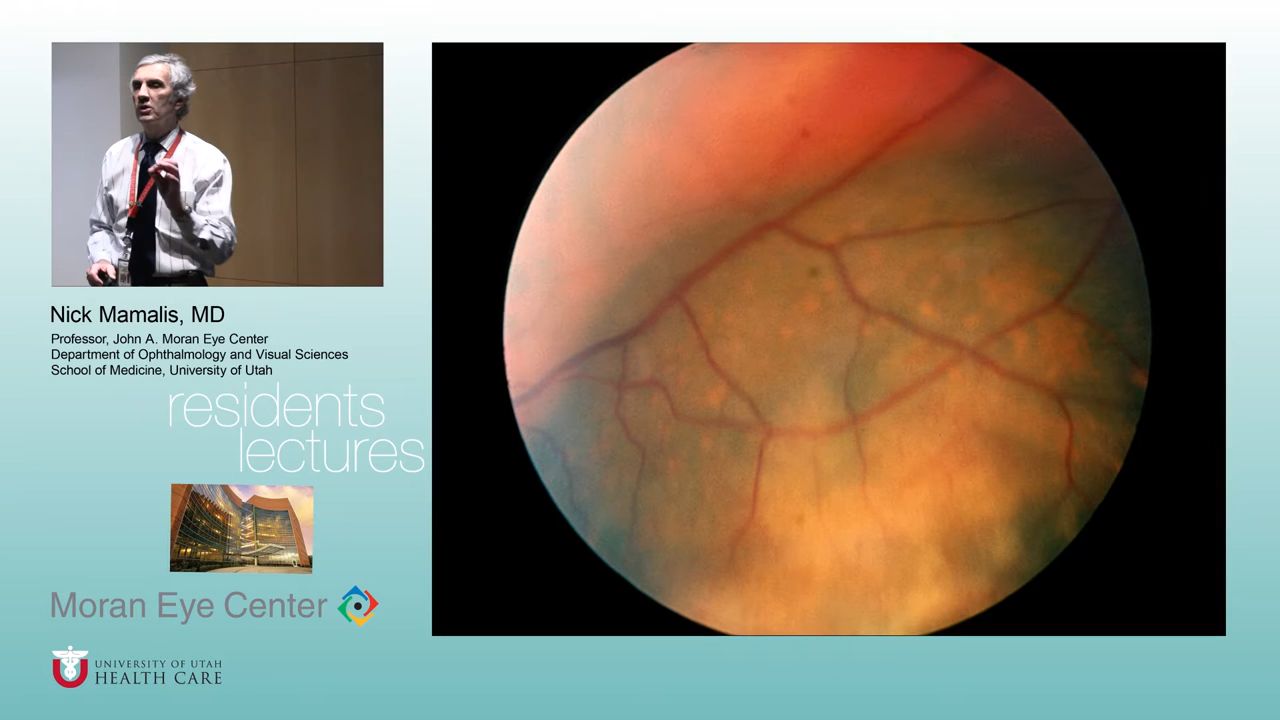 Nick Mamalis, MD
Professor, John A. Moran Eye Center
Department of Ophthalmology and Visual Sciences
School of Medicine, University of Utah
residents
lectures
Moran Eye Center
UNIVERSITY OF UTAH
HEALTH CARE